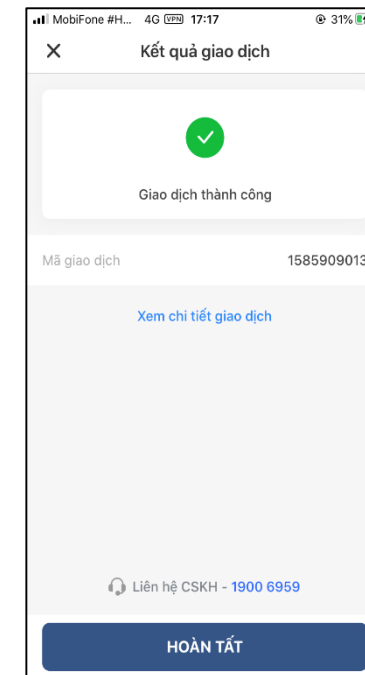 MobiFone #H... 4G VPN 17:17 31%
Kết quả giao dịch
Giao dịch thành công
Mã giao dịch 1585909013
Xem chi tiết giao dịch
Liên hệ CSKH - 1900 6959
HOÀN TẤT